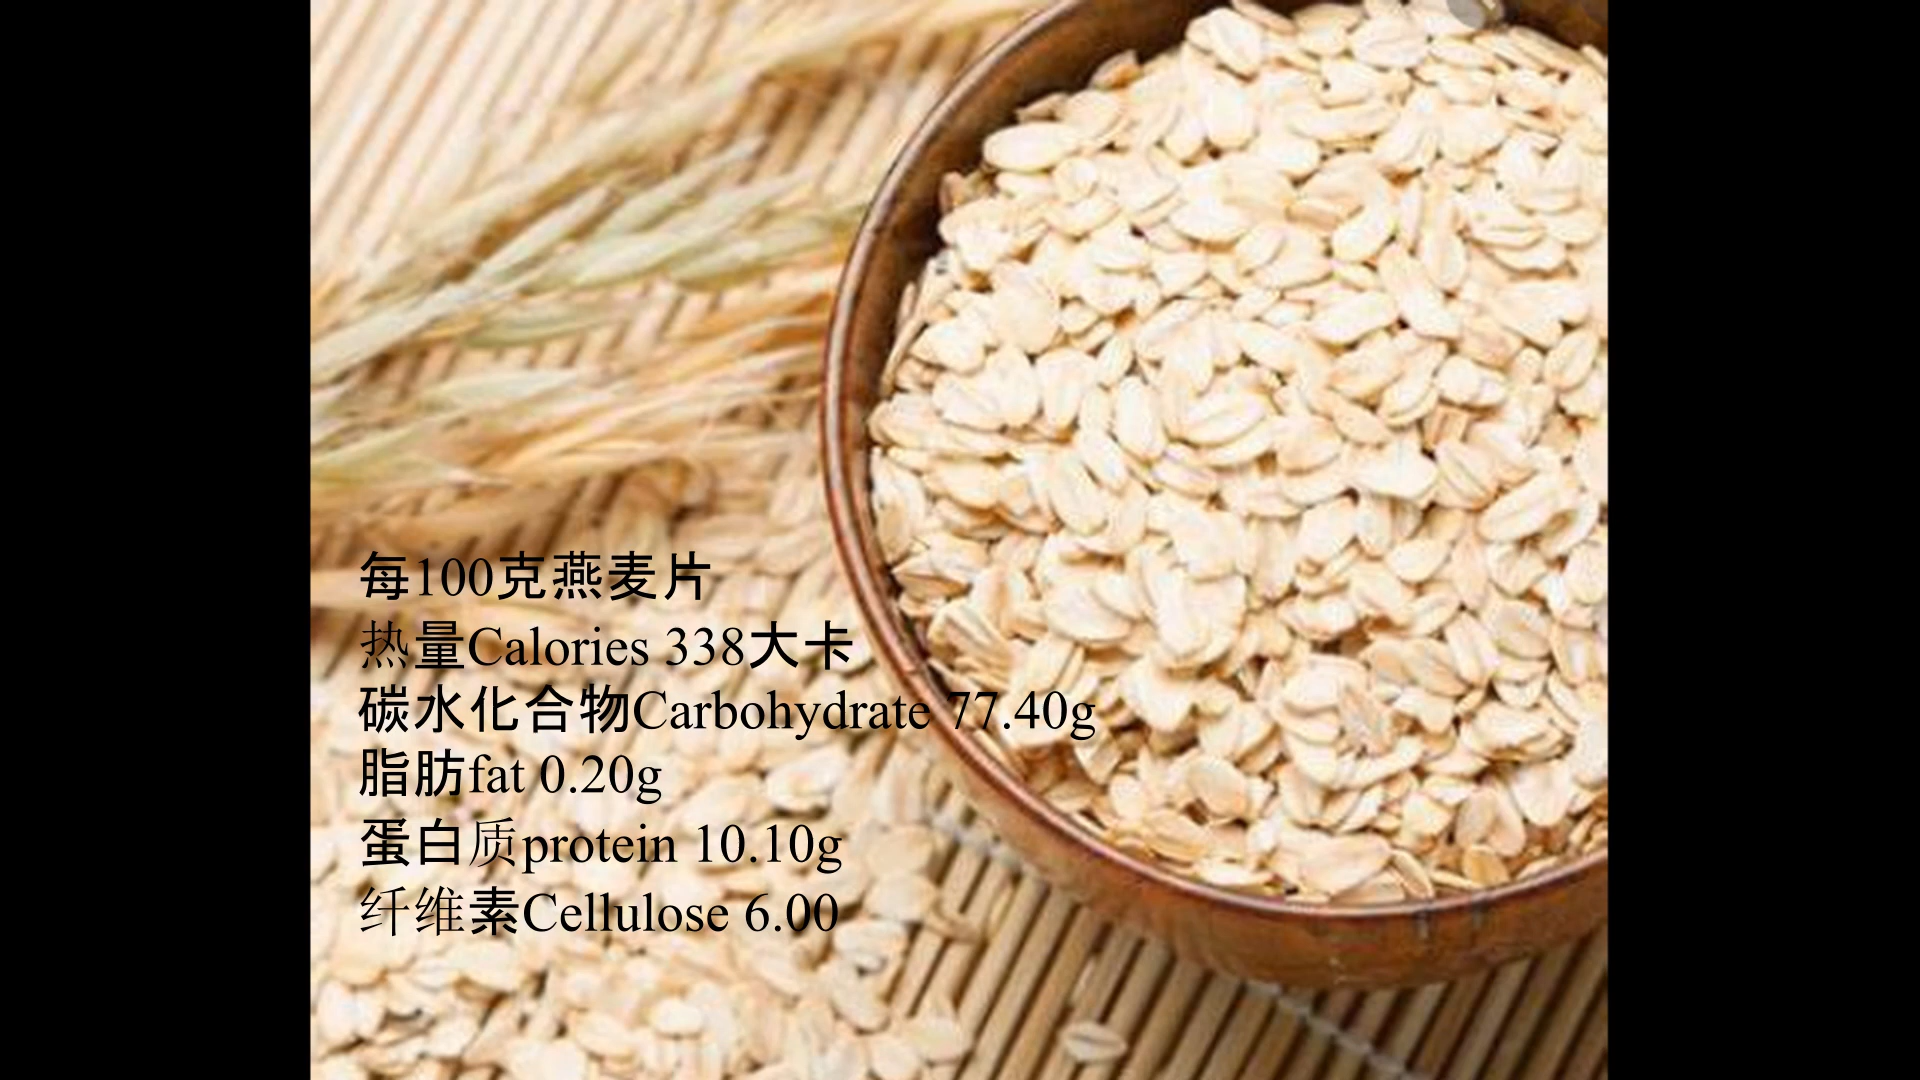 每100克燕麦片
热量Calories 338大卡
碳水化合物Carbohydrate 77.40g
脂肪fat 0.20g
蛋白质protein 10.10g
纤维素Cellulose 6.00